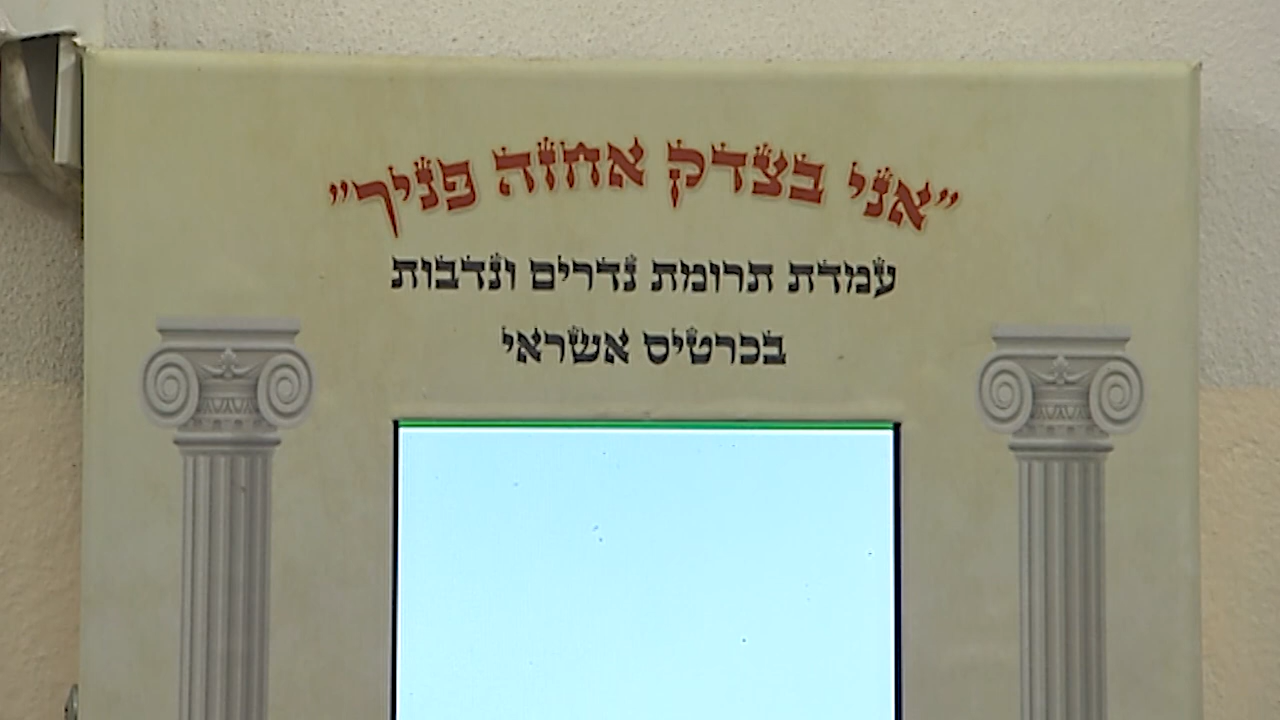 "אני בצדק אחזה פניך"
עמדת תרומת נדרים ונדבות
בכרטיס אשראי